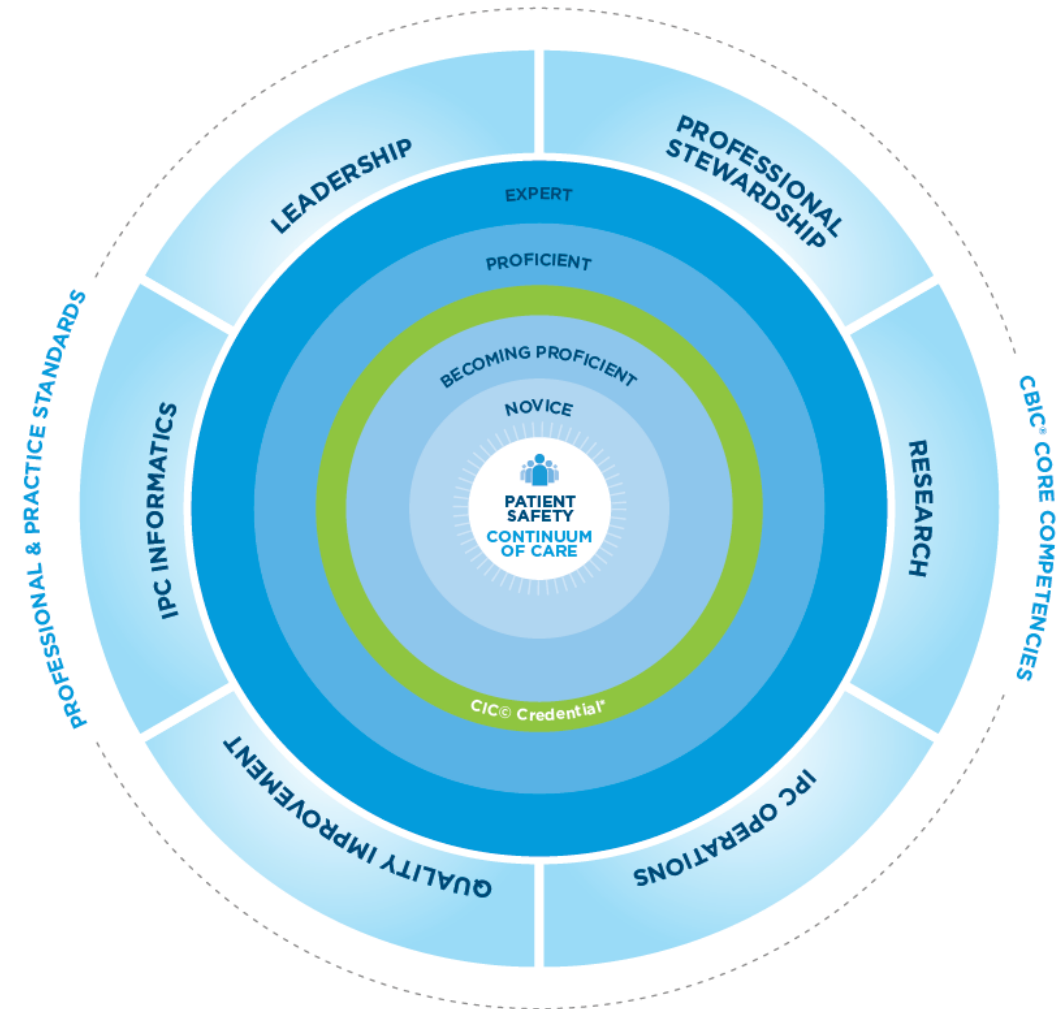 PROFESSIONAL
STEWARDSHIP
LEADERSHIP
EXPERT
PROFICIENT
BECOMING PROFICIENT
NOVICE
PATIENT
SAFETY
CONTINUUM
OF CARE
CIC© Credential®
PROFESSIONAL & PRACTICE STANDARDS
IPC INFORMATICS
RESEARCH
CBIC® CORE COMPETENCIES
QUALITY IMPROVEMENT
IPC OPERATIONS